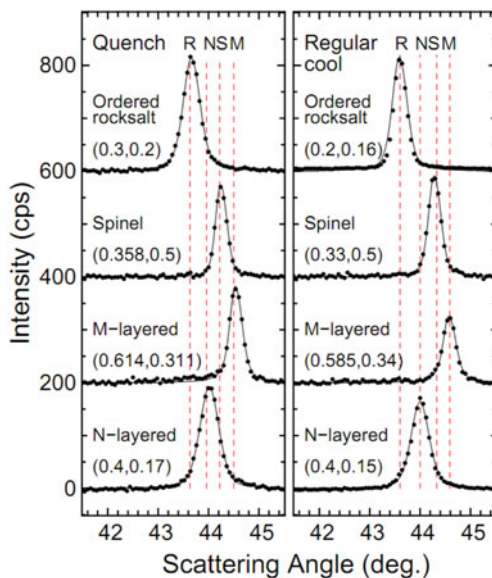 Quench
R NS M
Ordered
rocksalt
(0.3,0.2)
Spinel
(0.358,0.5)
M-layered
(0.614,0.311)
N-layered
(0.4,0.17)
Regular
cool
R NS M
Ordered
rocksalt
(0.2,0.16)
Spinel
(0.33,0.5)
M-layered
(0.585,0.34)
N-layered
(0.4,0.15)
Intensity (cps)
800
600
400
200
0
42 43 44 45
42 43 44 45
Scattering Angle (deg.)